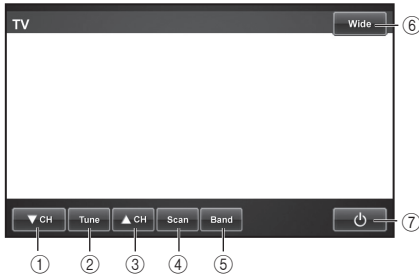 TV
Wide
⑥
▼ CH
Tune
▲ CH
Scan
Band
⑦
①
②
③
④
⑤